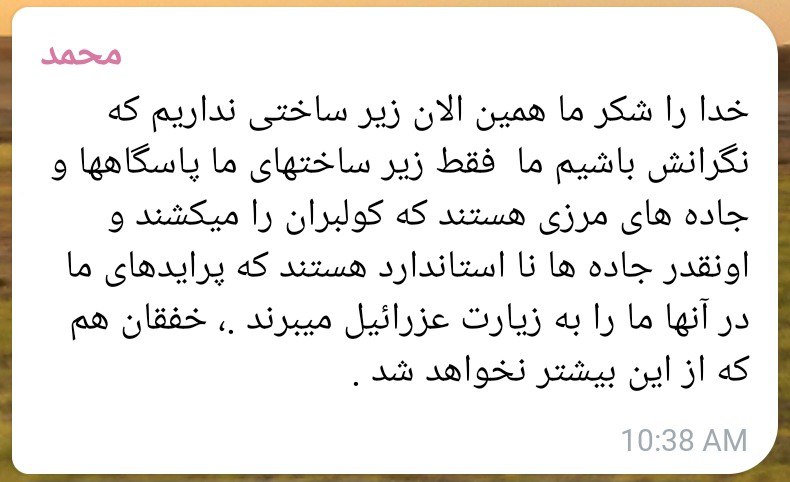 محمد
خدا را شکر ما همین الان زیر ساختی نداریم که
نگرانش باشیم ما  فقط زیر ساختهای ما پاسگاهها و
جاده های مرزی هستند که کولبران را میکشند و
اونقدر جاده ها نا استاندارد هستند که پرایدهای ما
در آنها ما را به زیارت عزرائیل میبرند .، خفقان هم
که از این بیشتر نخواهد شد .
10:38 AM